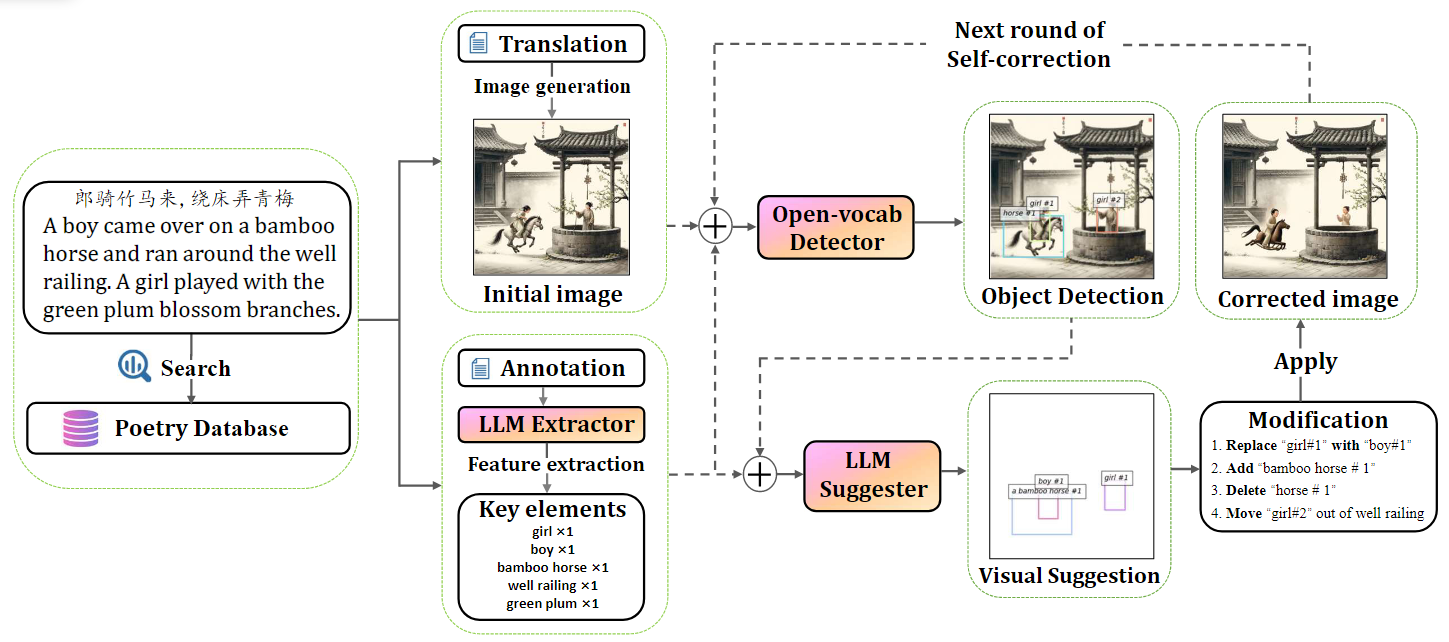 郎骑竹马来, 绕床弄青梅
A boy came over on a bamboo
horse and ran around the well
railing. A girl played with the
green plum blossom branches.
Search
Poetry Database
Translation
Image generation
Initial image
Annotation
LLM Extractor
Feature extraction
Key elements
girl ×1
boy ×1
bamboo horse ×1
well railing ×1
green plum ×1
Next round of
Self-correction
Open-vocab
Detector
girl #1
girl #2
horse #1
Object Detection
Corrected image
Apply
LLM
Suggester
boy #1
girl #1
a bamboo horse #1
Visual Suggestion
Modification
1. Replace “girl#1” with “boy#1”
2. Add “bamboo horse # 1”
3. Delete “horse # 1”
4. Move “girl#2” out of well railing